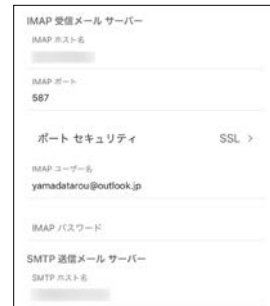 IMAP 受信メール サーバー
IMAP ホスト名
IMAP ポート
587
ポート セキュリティ SSL >
IMAP ユーザー名
yamadatarou@outlook.jp
IMAP パスワード
SMTP 送信メール サーバー
SMTP ホスト名